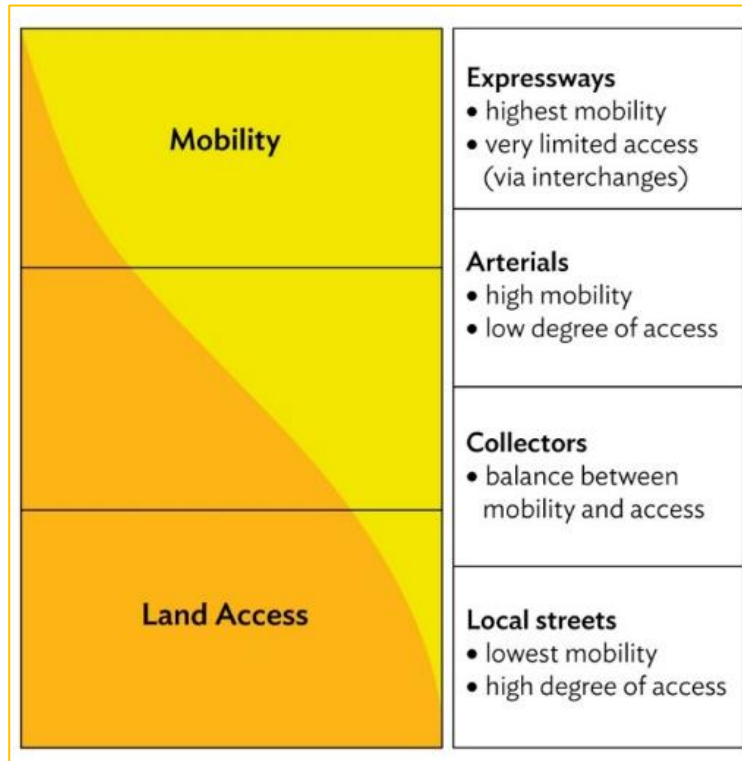 Mobility
Land Access
Expressways
• highest mobility
• very limited access
(via interchanges)
Arterials
• high mobility
• low degree of access
Collectors
• balance between
mobility and access
Local streets
• lowest mobility
• high degree of access